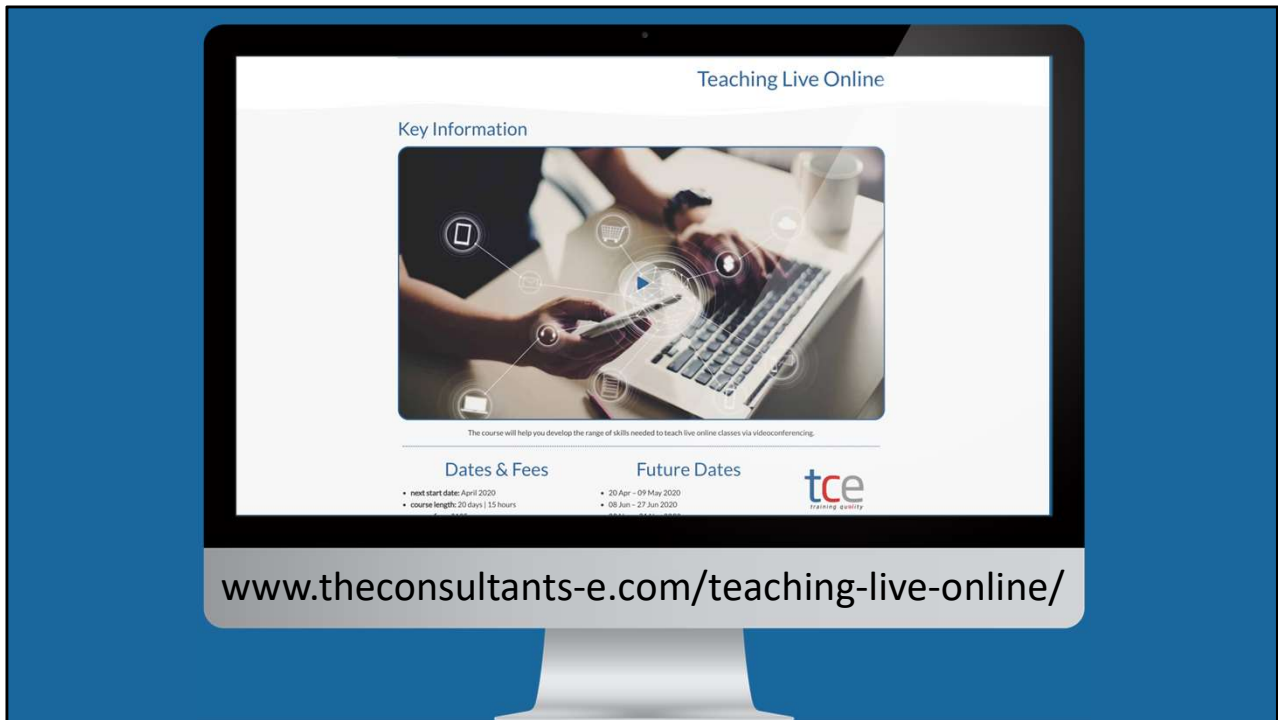 Teaching Live Online
Key Information
The course will help you develop the range of skills needed to teach live online classes via videoconferencing.
Dates & Fees
• next start date: April 2020
• course length: 20 days | 15 hours
Future Dates
• 20 Apr – 09 May 2020
• 08 Jun – 27 Jun 2020
tce
training quality
www.theconsultants-e.com/teaching-live-online/